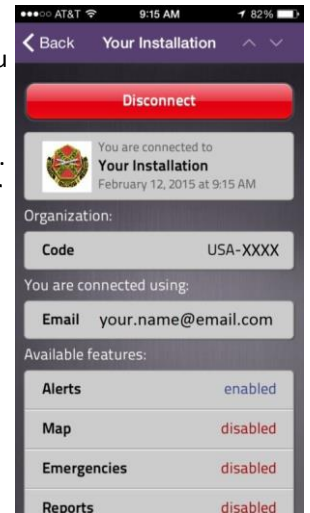 AT&T 9:15 AM 82%
Back Your Installation
u
Disconnect
You are connected to
Your Installation
February 12, 2015 at 9:15 AM
.
.
Organization:
Code USA-XXXX
You are connected using:
Email your.name@email.com
Available features:
Alerts enabled
Map disabled
Emergencies disabled
Reports disabled